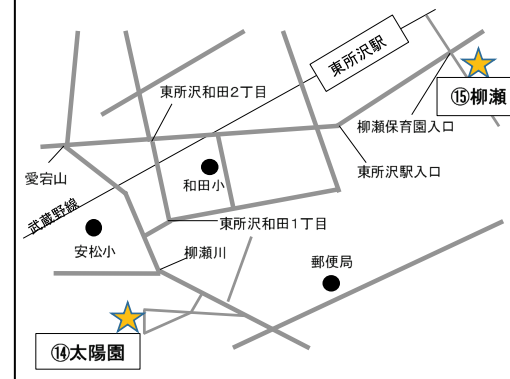 東所沢駅
東所沢和田2丁目
⑮柳瀬
柳瀬保育園入口
愛宕山
和田小
東所沢駅入口
武蔵野線
東所沢和田1丁目
安松小
柳瀬川
郵便局
⑭太陽園